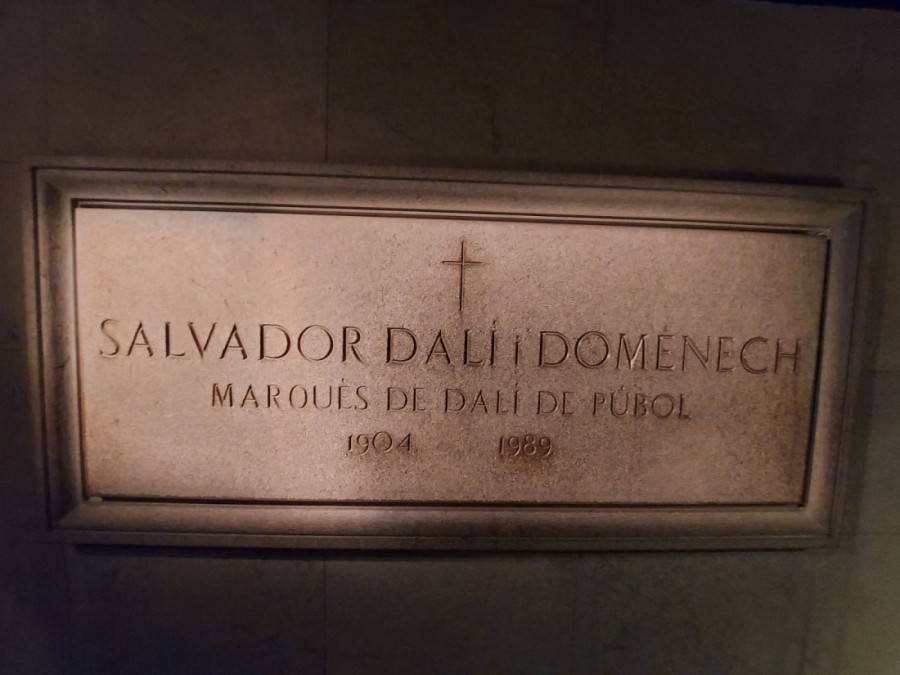 SALVADOR DALÍ i DOMÈNECH
MARQUÈS DE DALÍ DE PÚBOL
1904 1989